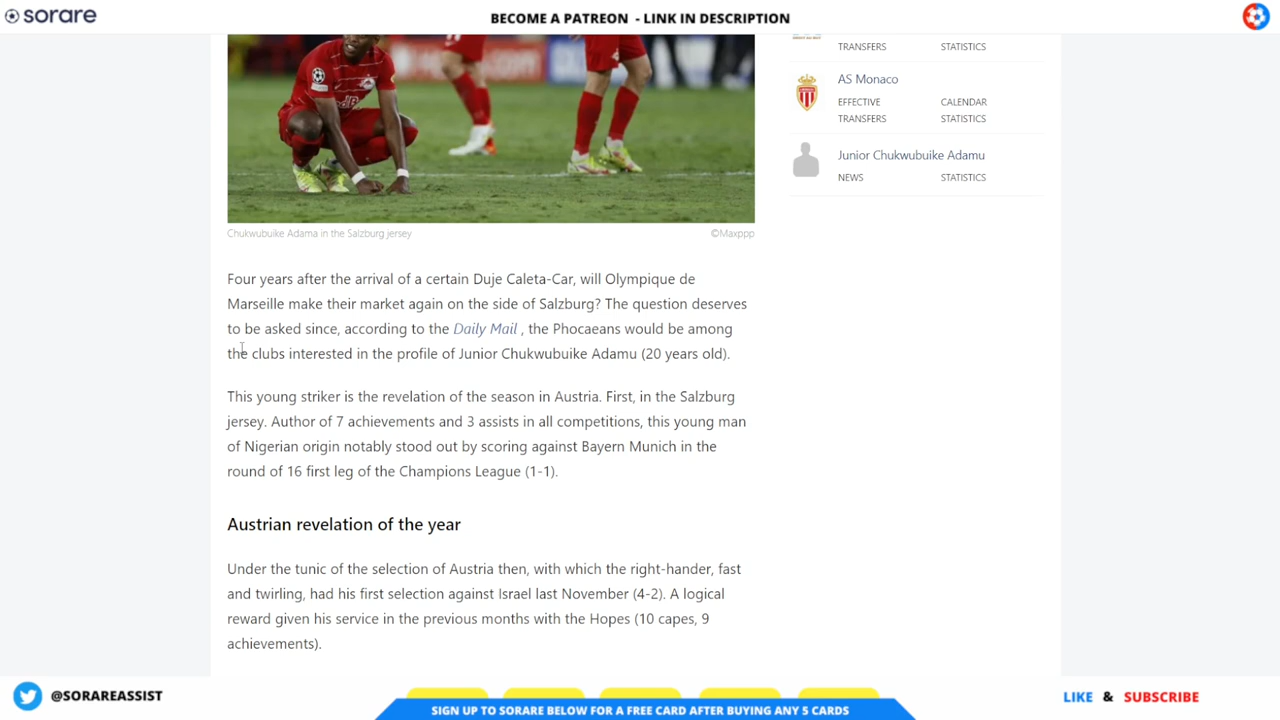 sorare
BECOME A PATREON - LINK IN DESCRIPTION
TRANSFERS STATISTICS
AS Monaco
EFFECTIVE CALENDAR
TRANSFERS STATISTICS
Junior Chukwubuike Adamu
NEWS STATISTICS
Chukwubuike Adama in the Salzburg jersey ©Maxppp
Four years after the arrival of a certain Duje Caleta-Car, will Olympique de
Marseille make their market again on the side of Salzburg? The question deserves
to be asked since, according to the Daily Mail , the Phocaeans would be among
the clubs interested in the profile of Junior Chukwubuike Adamu (20 years old).
This young striker is the revelation of the season in Austria. First, in the Salzburg
jersey. Author of 7 achievements and 3 assists in all competitions, this young man
of Nigerian origin notably stood out by scoring against Bayern Munich in the
round of 16 first leg of the Champions League (1-1).
Austrian revelation of the year
Under the tunic of the selection of Austria then, with which the right-hander, fast
and twirling, had his first selection against Israel last November (4-2). A logical
reward given his service in the previous months with the Hopes (10 capes, 9
achievements).
@SORAREASSIST
SIGN UP TO SORARE BELOW FOR A FREE CARD AFTER BUYING ANY 5 CARDS
LIKE & SUBSCRIBE